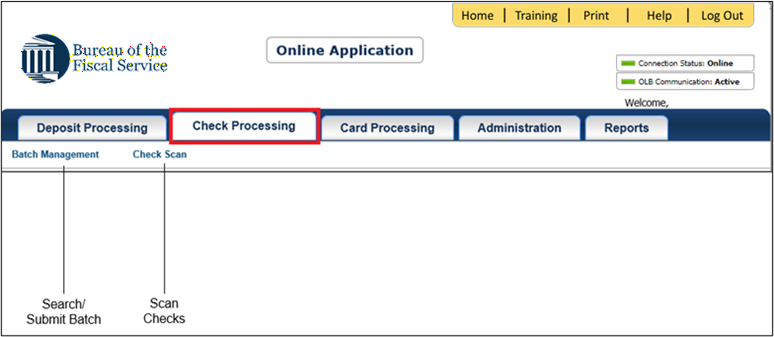 Home | Training | Print | Help | Log Out
Bureau of the
Fiscal Service
Online Application
Connection Status: Online
OLB Communication: Active
Welcome,
Deposit Processing Check Processing Card Processing Administration Reports
Batch Management Check Scan
Search/ Scan
Submit Batch Checks